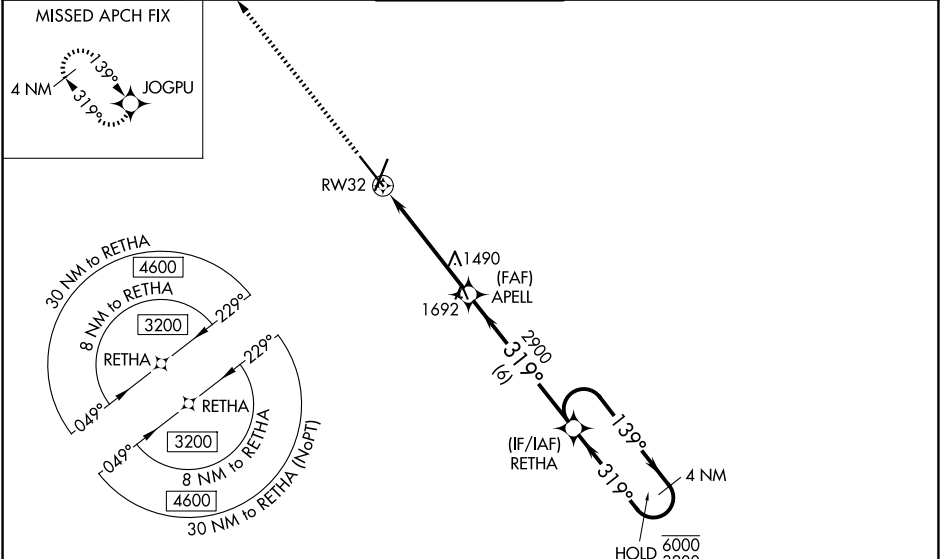 MISSED APCH FIX
139°
4 NM
JOGPU
319°
RW32
1490
(FAF)
APELL
1692
30 NM to RETHA
4600
8 NM to RETHA
3200
229°
RETHA
049°
2900
319°
(6)
229°
RETHA
049°
3200
8 NM to RETHA
4600
30 NM to RETHA (NoPT)
(IF/IAF)
RETHA
139°
319°
4 NM
HOLD
6000